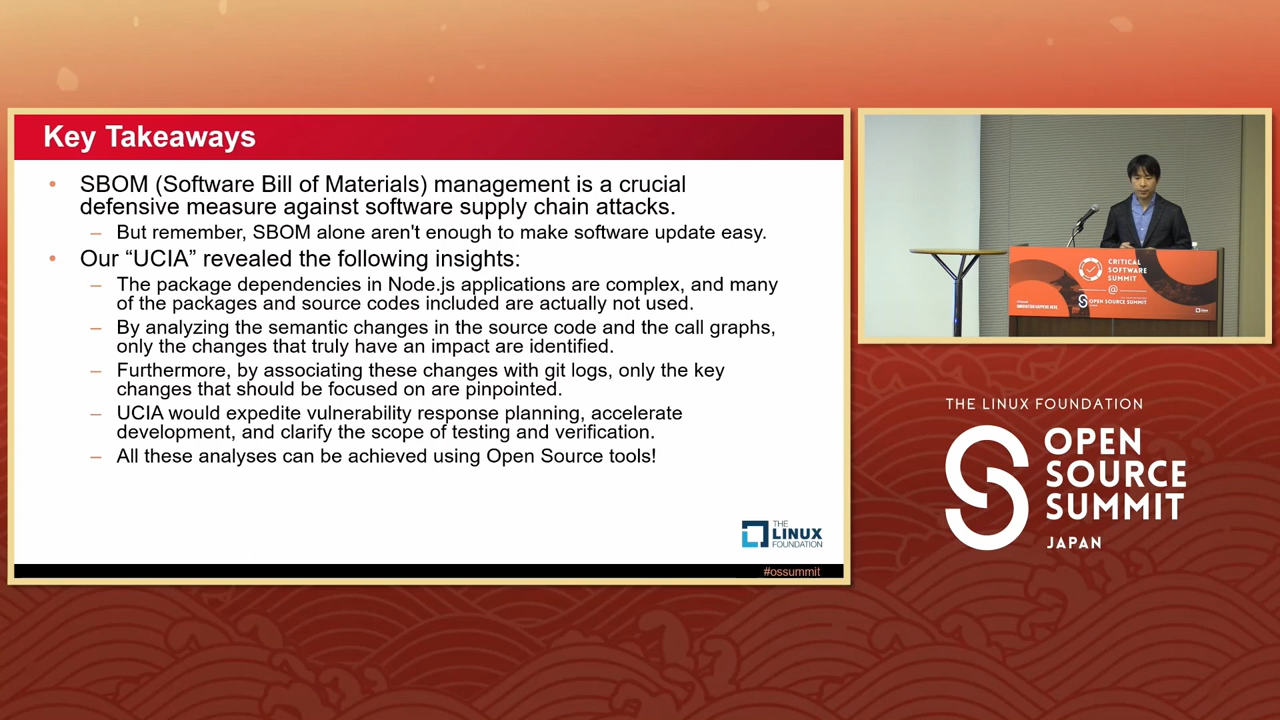 Key Takeaways
• SBOM (Software Bill of Materials) management is a crucial
defensive measure against software supply chain attacks.
– But remember, SBOM alone aren't enough to make software update easy.
• Our “UCIA” revealed the following insights:
– The package dependencies in Node.js applications are complex, and many
of the packages and source codes included are actually not used.
– By analyzing the semantic changes in the source code and the call graphs,
only the changes that truly have an impact are identified.
– Furthermore, by associating these changes with git logs, only the key
changes that should be focused on are pinpointed.
– UCIA would expedite vulnerability response planning, accelerate
development, and clarify the scope of testing and verification.
– All these analyses can be achieved using Open Source tools!
THE
LINUX
FOUNDATION
#ossummit
CRITICAL
SOFTWARE
SUMMIT
@
OPEN SOURCE SUMMIT
THE LINUX FOUNDATION
OPEN
SOURCE
SUMMIT
JAPAN